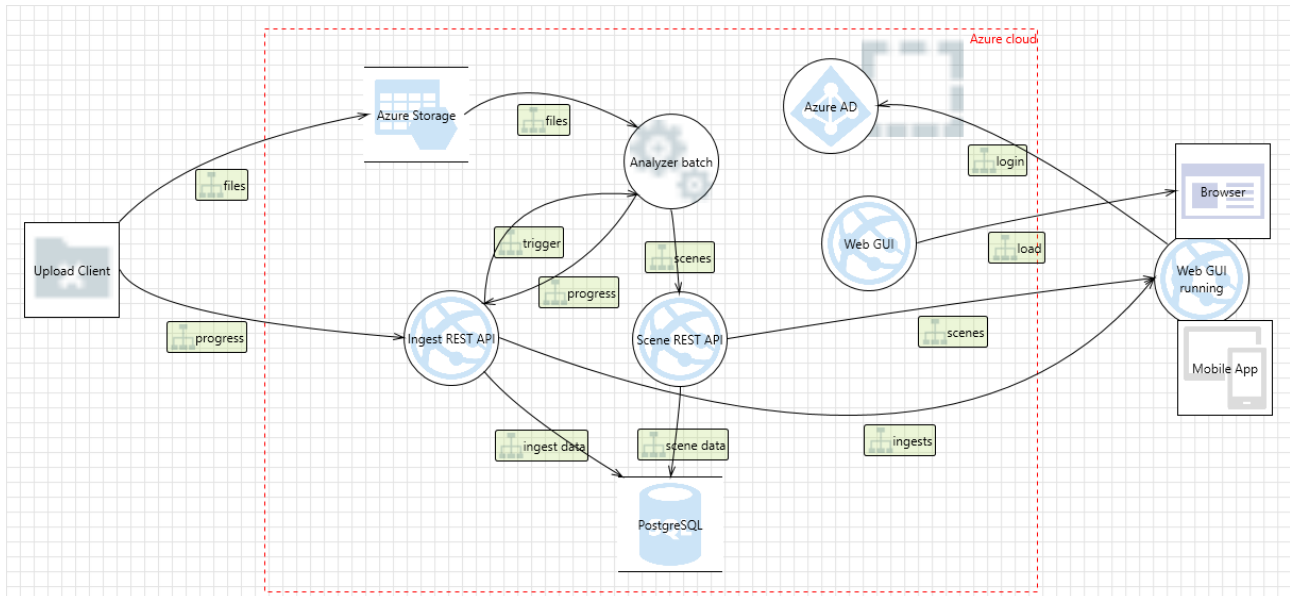 Azure cloud
Azure Storage
files
Azure AD
Analyzer batch
login
files
Browser
trigger
scenes
Web GUI
load
Upload Client
Web GUI
running
progress
progress
Ingest REST API
Scene REST API
scenes
Mobile App
ingest data
scene data
ingests
PostgreSQL